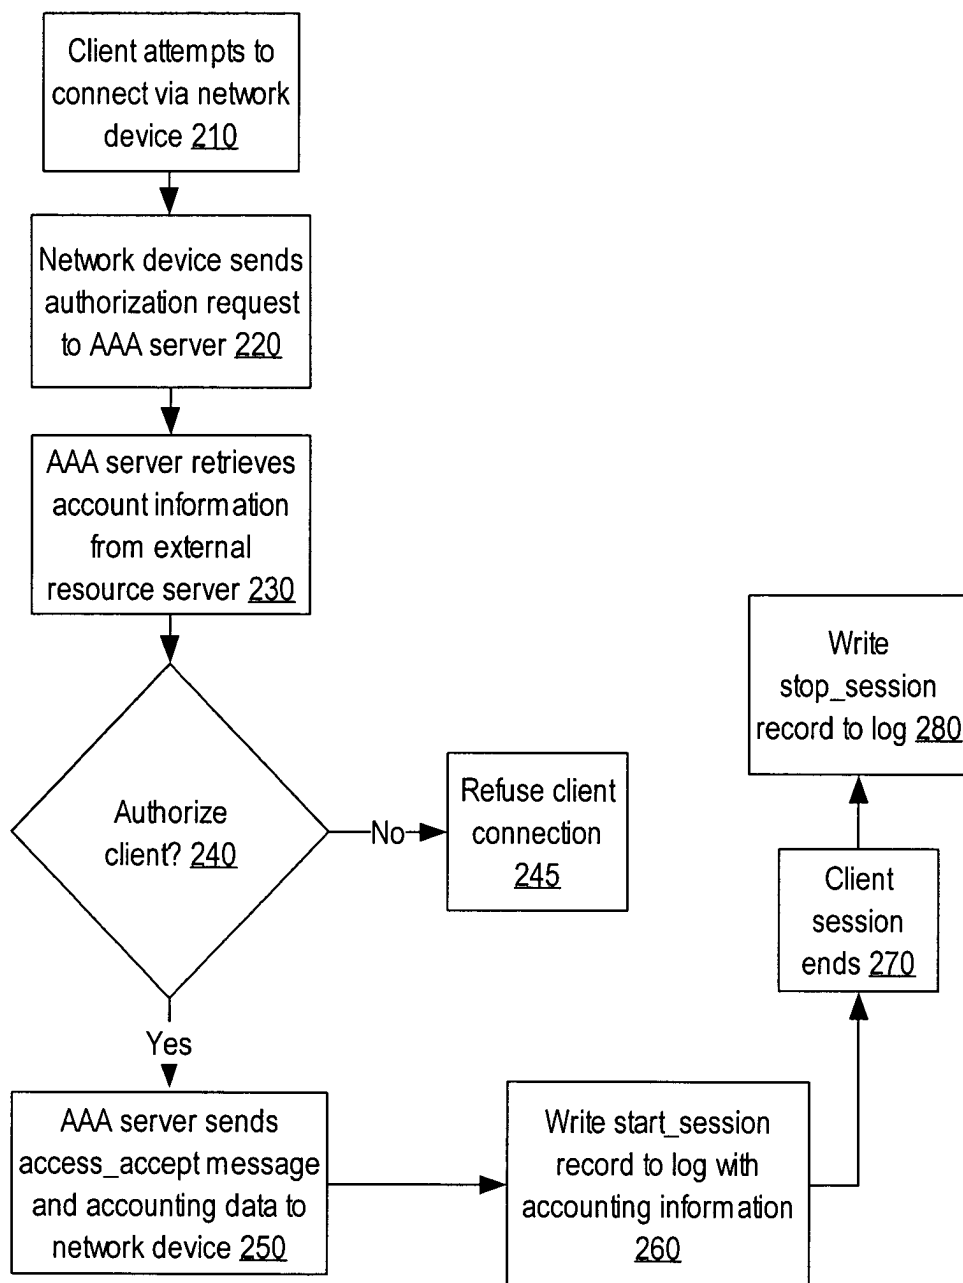 Client attempts to
connect via network
device 210
Network device sends
authorization request
to AAA server 220
AAA server retrieves
account information
from external
resource server 230
Authorize
client? 240
No
Refuse client
connection
245
Yes
AAA server sends
access_accept message
and accounting data to
network device 250
Write start_session
record to log with
accounting information
260
Client
session
ends 270
Write
stop_session
record to log 280